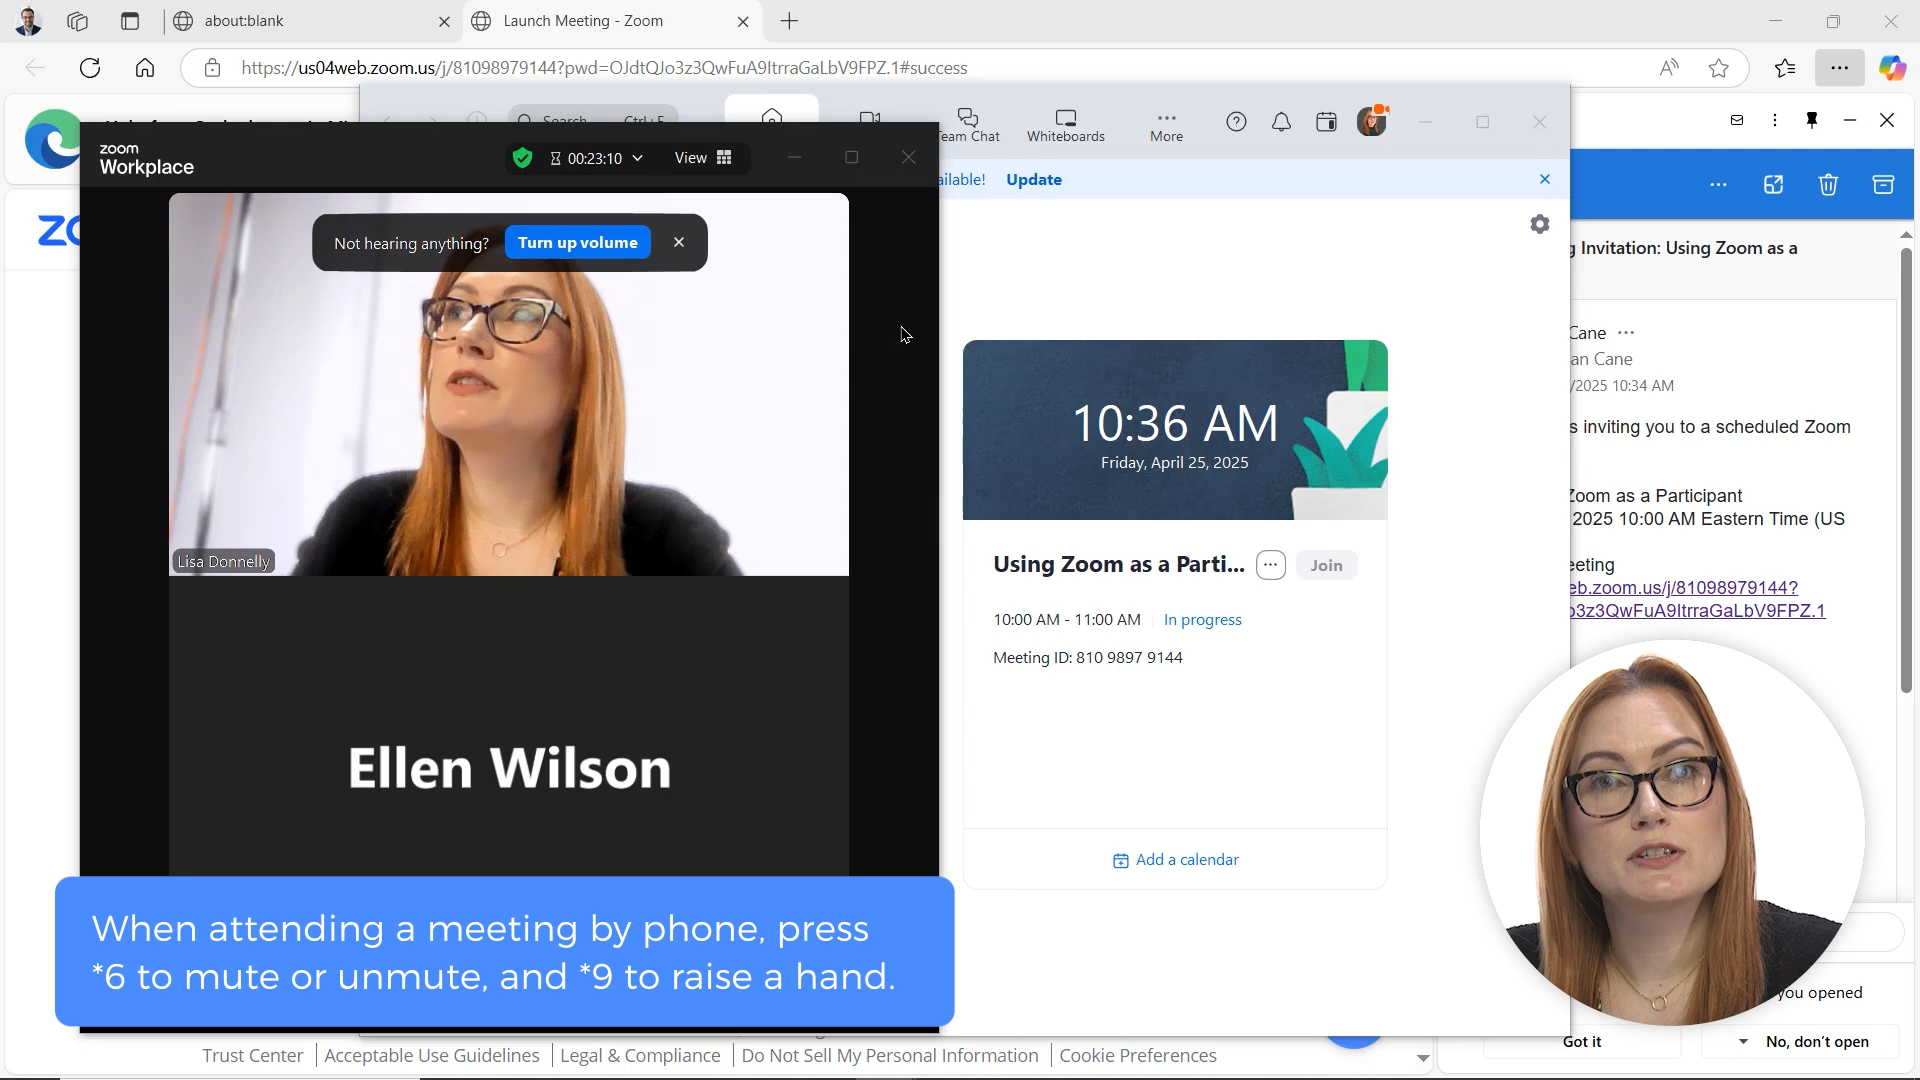 about:blank
Launch Meeting - Zoom
https://us04web.zoom.us/j/81098979144?pwd=OJdtQJo3z3QwFuA9ItrraGaLbV9FPZ.1#success
Search Ctrl+F
Team Chat
Whiteboards
More
zoom
Workplace
00:23:10
View
ailable! Update
Not hearing anything?
Turn up volume
Invitation: Using Zoom as a
Cane
an Cane
/2025 10:34 AM
s inviting you to a scheduled Zoom
Zoom as a Participant
2025 10:00 AM Eastern Time (US
eeting
eb.zoom.us/j/81098979144?
o3z3QwFuA9ItrraGaLbV9FPZ.1
Lisa Donnelly
10:36 AM
Friday, April 25, 2025
Using Zoom as a Parti...
Join
10:00 AM - 11:00 AM
In progress
Meeting ID: 810 9897 9144
Ellen Wilson
Add a calendar
When attending a meeting by phone, press
*6 to mute or unmute, and *9 to raise a hand.
you opened
Got it
No, don't open
Trust Center
Acceptable Use Guidelines
Legal & Compliance
Do Not Sell My Personal Information
Cookie Preferences